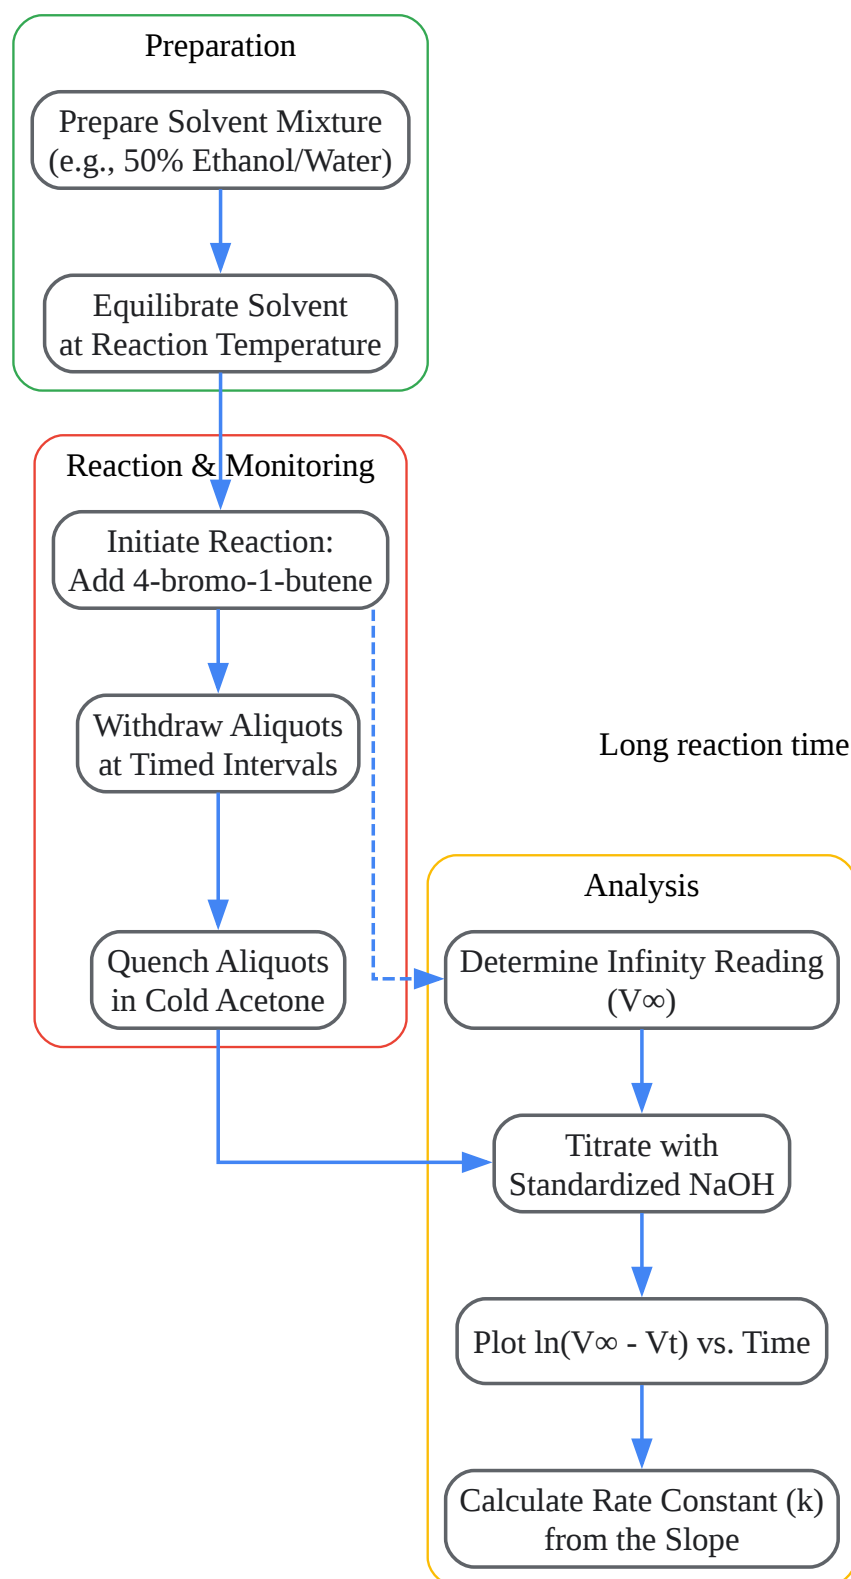 Preparation
Prepare Solvent Mixture
(e.g., 50% Ethanol/Water)
Equilibrate Solvent
at Reaction Temperature
Reaction & Monitoring
Initiate Reaction:
Add 4-bromo-1-butene
Withdraw Aliquots
at Timed Intervals
Long reaction time
Quench Aliquots
in Cold Acetone
Analysis
Determine Infinity Reading
(V∞)
Titrate with
Standardized NaOH
Plot ln(V∞ - Vt) vs. Time
Calculate Rate Constant (k)
from the Slope